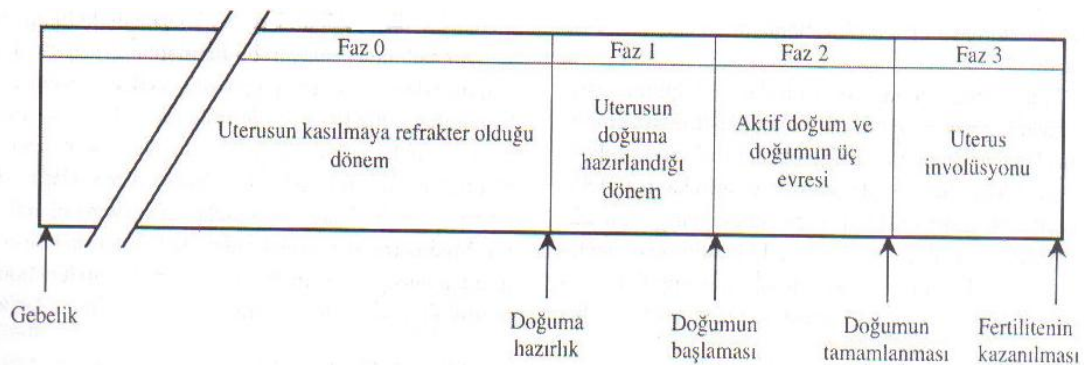 Faz 0
Faz 1
Faz 2
Faz 3
Uterusun kasılmaya refrakter olduğu
dönem
Uterusun
doğuma
hazırlandığı
dönem
Aktif doğum ve
doğumun üç
evresi
Uterus
involüsyonu
Gebelik
Doğuma
hazırlık
Doğumun
başlaması
Doğumun
tamamlanması
Fertilitenin
kazanılması